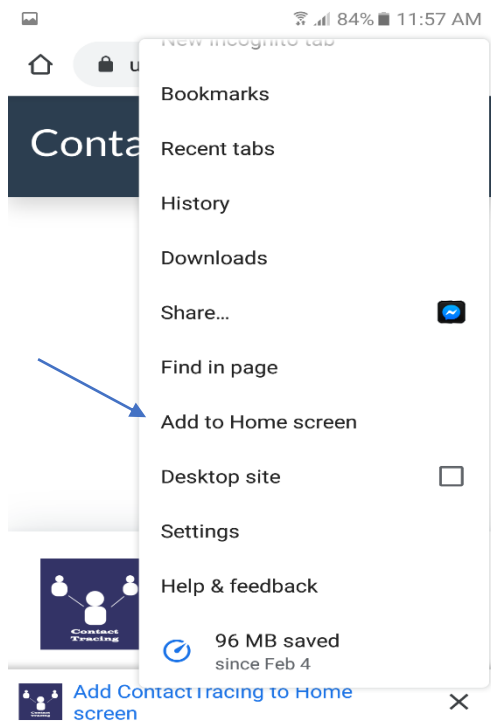 84% 11:57 AM
New incognito tab
Bookmarks
Conta
Recent tabs
History
Downloads
Share...
Find in page
Add to Home screen
Desktop site
Settings
Help & feedback
Contact
Tracing
96 MB saved
since Feb 4
Add ContactTracing to Home
screen